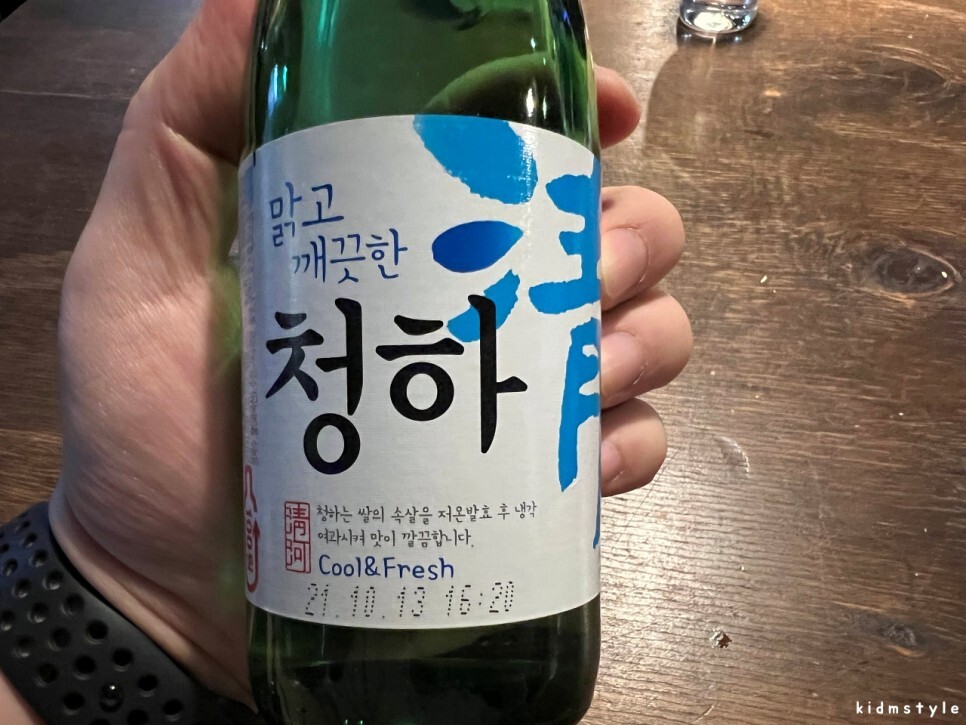 맑고
깨끗한
청하
清
清河
청하는 쌀의 속살을 저온발효 후 냉각
여과시켜 맛이 깔끔합니다.
Cool&Fresh
21.10.13 16:20
kidmstyle